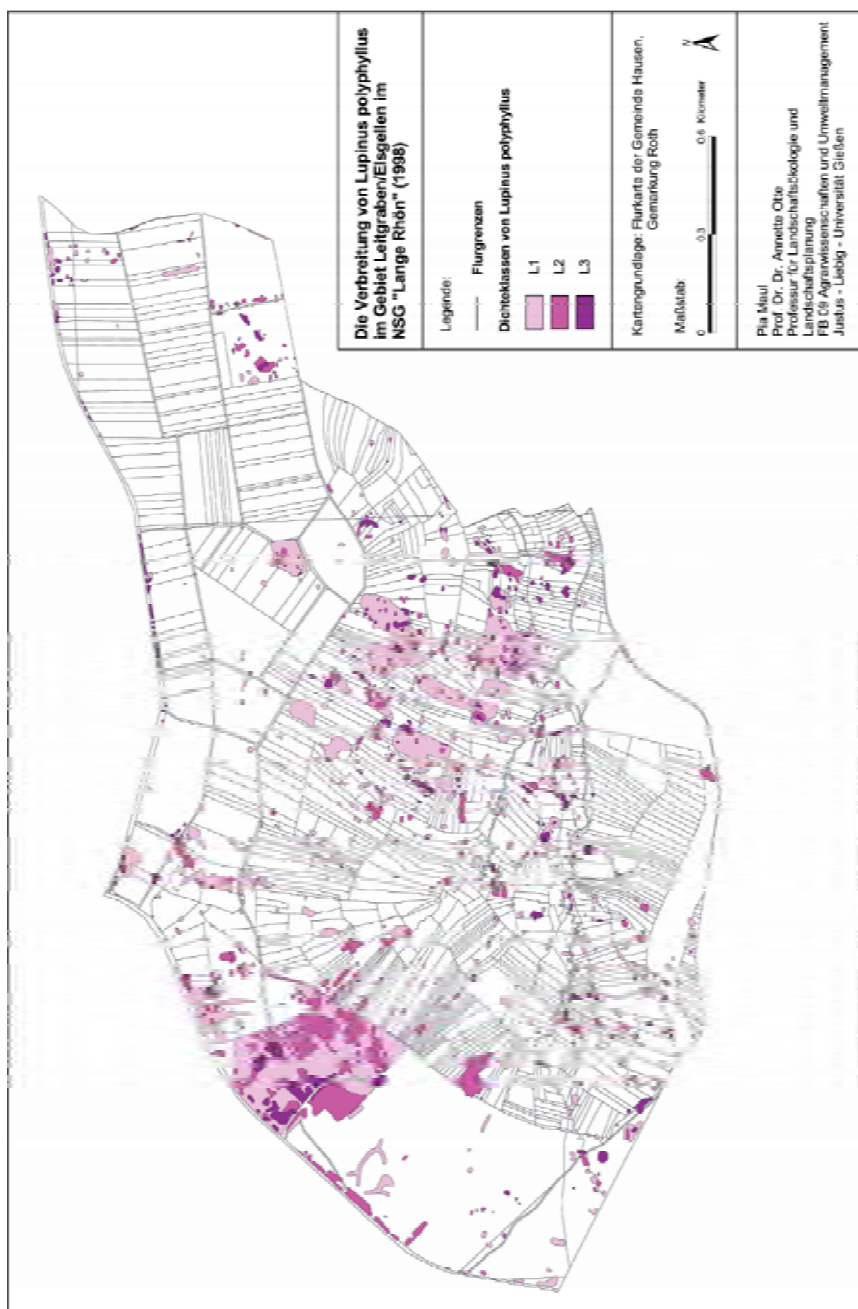 Die Verbreitung von Lupinus polyphyllus
im Gebiet Leitgraben/Elsgellen im
NSG "Lange Rhön" (1998)
Legende:
Flurgrenzen
Dichteklassen von Lupinus polyphyllus
L1
L2
L3
Kartengrundlage: Flurkarte der Gemeinde Hausen,
Gemarkung Roth
Maßstab:
0 0.3 0.6 Kilometer
N
Pia Maul
Prof. Dr. Dr. Annette Otte
Professur für Landschaftsökologie und
Landschaftsplanung
FB 09 Agrarwissenschaften und Umweltmanagement
Justus - Liebig - Universität Gießen